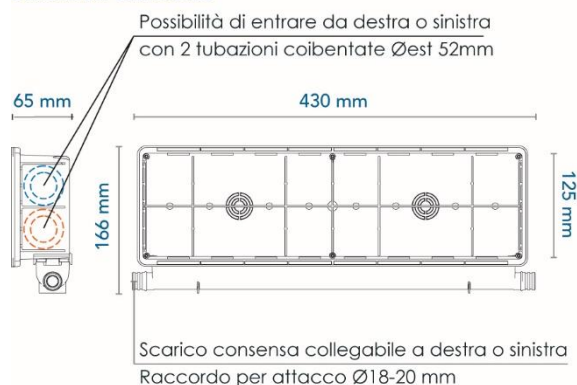 Possibilità di entrare da destra o sinistra
con 2 tubazioni coibentate Øest 52mm
65 mm
430 mm
166 mm
125 mm
Scarico consensa collegabile a destra o sinistra
Raccordo per attacco Ø18-20 mm